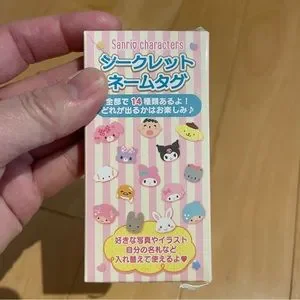 Sanrio characters
シークレット
ネームタグ
全部で14種類あるよ!
どれが出るかはお楽しみ♪
好きな写真やイラスト
自分の名札など
入れ替えて使えるよ♥